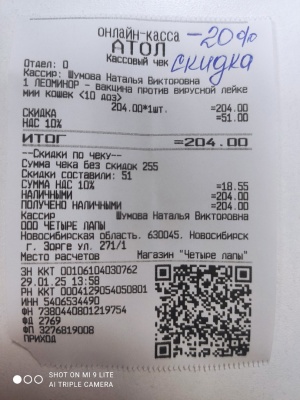 онлайн-касса -20%
АТОЛ
Кассовый чек скидка
Отдел: 0
Кассир: Шумова Наталья Викторовна
1 ЛЕОМИНОР - вакцина против вирусной лейке
мии кошек <10 доз>
204.00*1шт. =204.00
СКИДКА =51.00
НДС 10%
ИТОГ =204.00
--Скидки по чеку--
Сумма чека Без скидок 255
Скидки составили: 51
СУММА НДС 10% =18.55
НАЛИЧНЫМИ =204.00
ПОЛУЧЕНО НАЛИЧНЫМИ =204.00
Кассир Шумова Наталья Викторовна
ООО ЧЕТЫРЕ ЛАПЫ
Новосибирская область. 630045. Новосибирск
г. Зорге ул. 271/1
Место расчетов Магазин "Четыре лапы"
ЗН ККТ 00106104030762
29.01.25 13:58
РН ККТ 0004129054050801
ИНН 5406534490
ФН 7380440801219754
ФД 2769
ФП 3276819008
ПРИХОД
SHOT ON MI 9 LITE
AI TRIPLE CAMERA